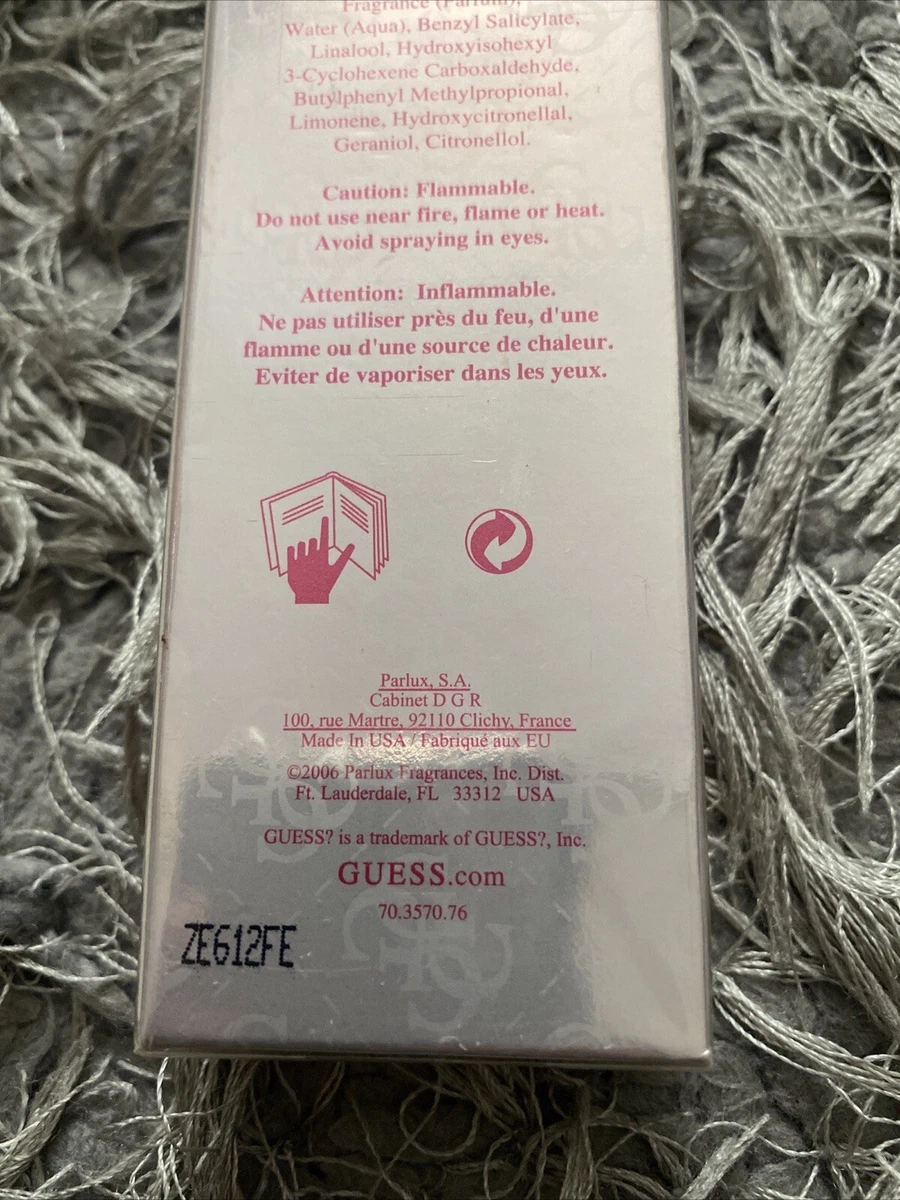 Fragrance (Parfum),
Water (Aqua), Benzyl Salicylate,
Linalool, Hydroxyisohexyl
3-Cyclohexene Carboxaldehyde,
Butylphenyl Methylpropional,
Limonene, Hydroxycitronellal,
Geraniol, Citronellol.
Caution: Flammable.
Do not use near fire, flame or heat.
Avoid spraying in eyes.
Attention: Inflammable.
Ne pas utiliser près du feu, d'une
flamme ou d'une source de chaleur.
Eviter de vaporiser dans les yeux.
Parlux, S.A.
Cabinet D G R
100, rue Martre, 92110 Clichy, France
Made In USA / Fabriqué aux EU
©2006 Parlux Fragrances, Inc. Dist.
Ft. Lauderdale, FL 33312 USA
GUESS? is a trademark of GUESS?, Inc.
GUESS.com
70.3570.76
ZE612FE